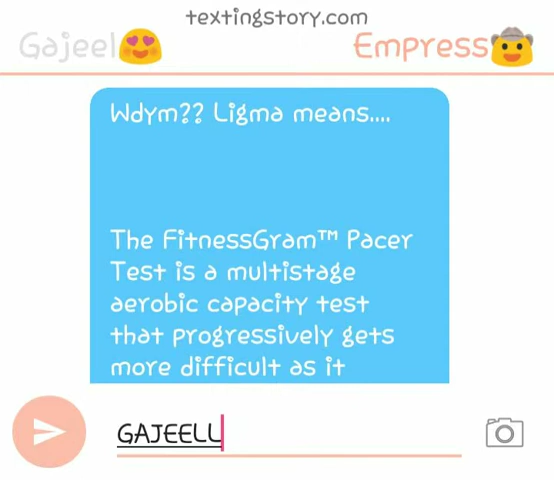 textingstory.com
Gajeel😍 Empress🤠
Wdym?? Ligma means....
The FitnessGram™ Pacer
Test is a multistage
aerobic capacity test
that progressively gets
more difficult as it
GAJEELL